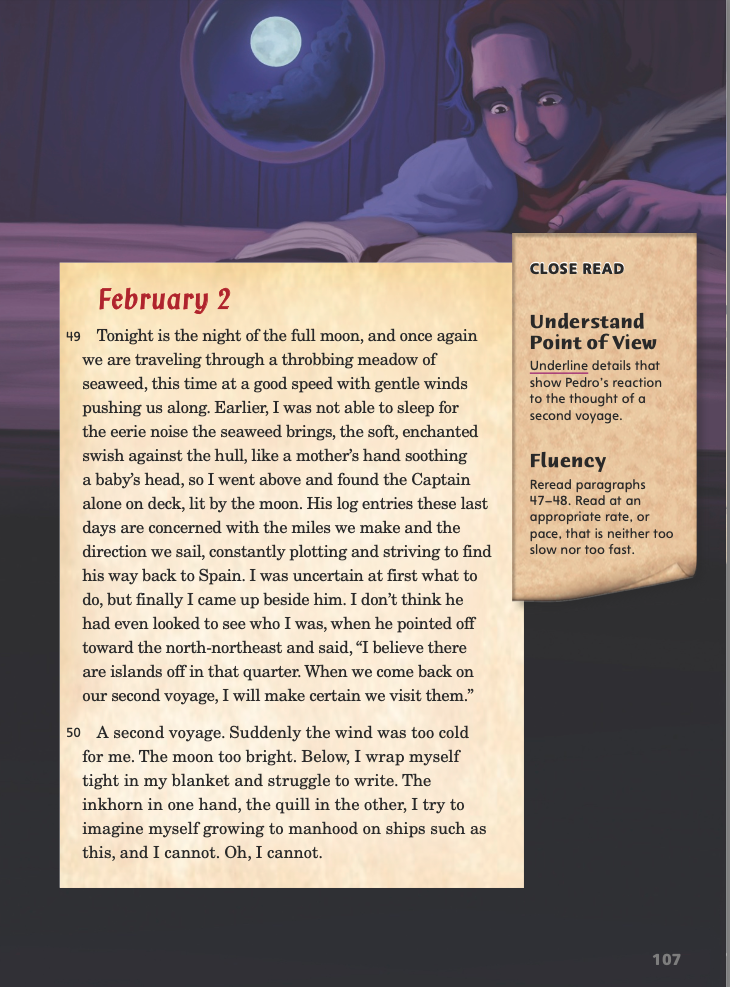 February 2
49 Tonight is the night of the full moon, and once again
we are traveling through a throbbing meadow of
seaweed, this time at a good speed with gentle winds
pushing us along. Earlier, I was not able to sleep for
the eerie noise the seaweed brings, the soft, enchanted
swish against the hull, like a mother’s hand soothing
a baby’s head, so I went above and found the Captain
alone on deck, lit by the moon. His log entries these last
days are concerned with the miles we make and the
direction we sail, constantly plotting and striving to find
his way back to Spain. I was uncertain at first what to
do, but finally I came up beside him. I don’t think he
had even looked to see who I was, when he pointed off
toward the north-northeast and said, “I believe there
are islands off in that quarter. When we come back on
our second voyage, I will make certain we visit them.”
50 A second voyage. Suddenly the wind was too cold
for me. The moon too bright. Below, I wrap myself
tight in my blanket and struggle to write. The
inkhorn in one hand, the quill in the other, I try to
imagine myself growing to manhood on ships such as
this, and I cannot. Oh, I cannot.
CLOSE READ
Understand
Point of View
Underline details that
show Pedro’s reaction
to the thought of a
second voyage.
Fluency
Reread paragraphs
47–48. Read at an
appropriate rate, or
pace, that is neither too
slow nor too fast.
107